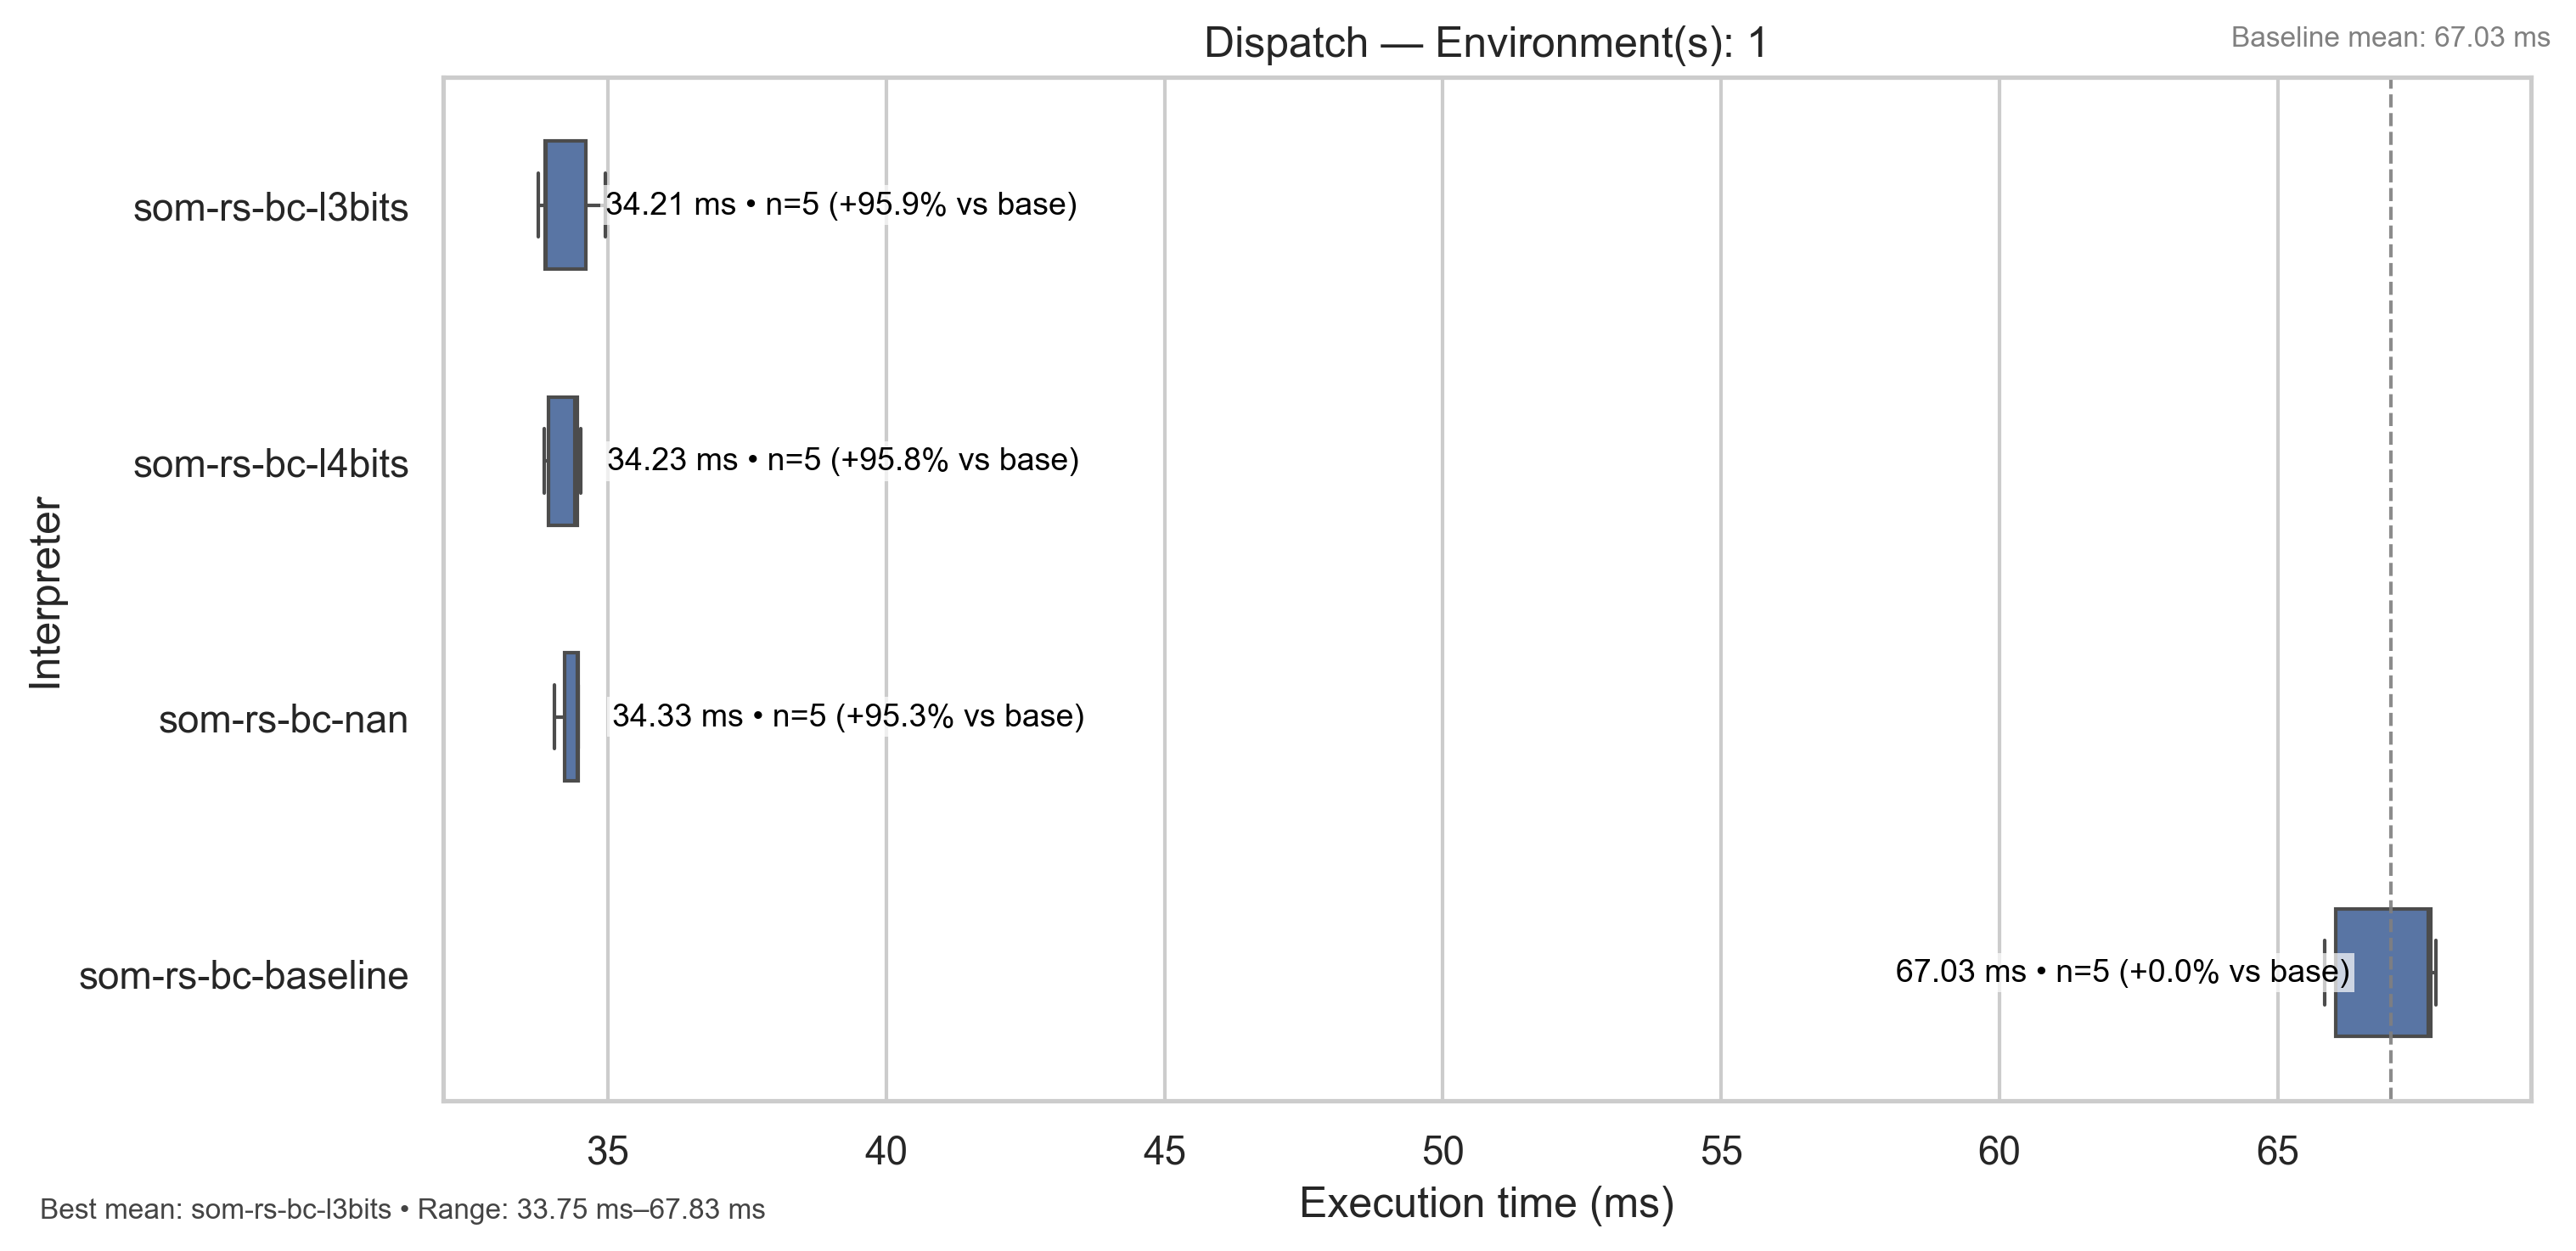 Dispatch — Environment(s): 1
Baseline mean: 67.03 ms
Interpreter
som-rs-bc-l3bits
34.21 ms • n=5 (+95.9% vs base)
som-rs-bc-l4bits
34.23 ms • n=5 (+95.8% vs base)
som-rs-bc-nan
34.33 ms • n=5 (+95.3% vs base)
som-rs-bc-baseline
67.03 ms • n=5 (+0.0% vs base)
35 40 45 50 55 60 65
Execution time (ms)
Best mean: som-rs-bc-l3bits • Range: 33.75 ms–67.83 ms